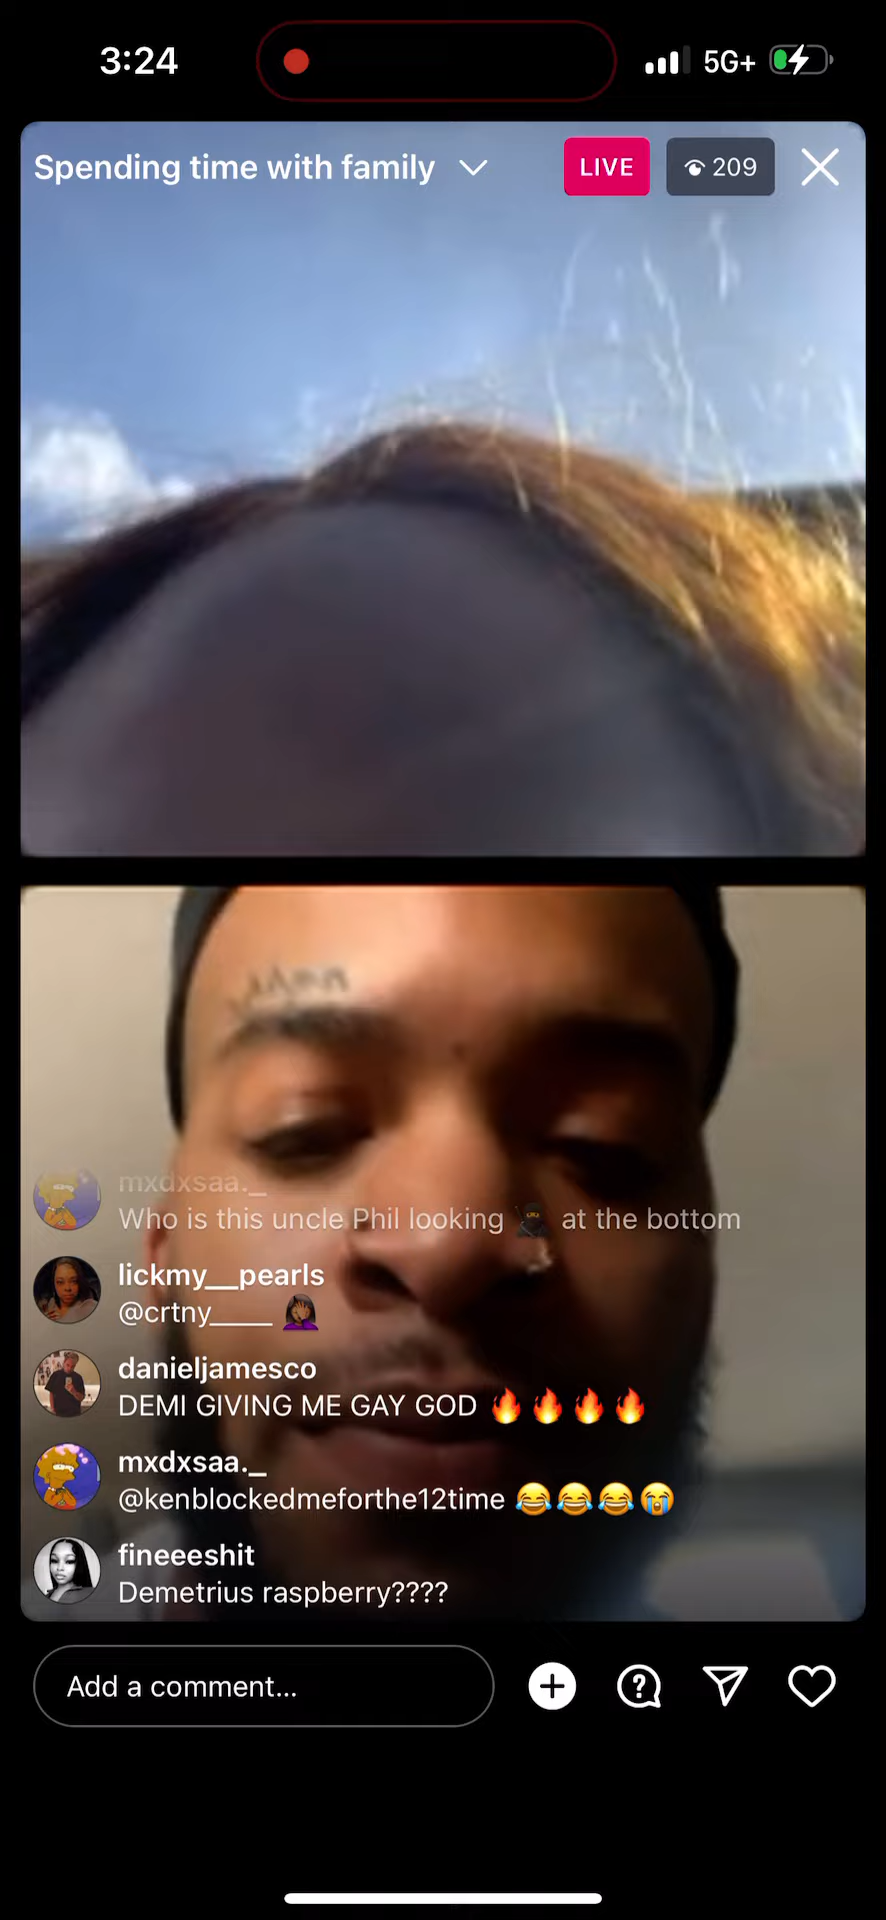 3:24
5G+
Spending time with family
LIVE
209
mxdxsaa._
Who is this uncle Phil looking 🥷🏿 at the bottom
lickmy__pearls
@crtny____ 🤦🏾‍♀️
danieljamesco
DEMI GIVING ME GAY GOD 🔥🔥🔥🔥
mxdxsaa._
@kenblockedmeforthe12time 😂😂😂😭
fineeeshit
Demetrius raspberry????
Add a comment...